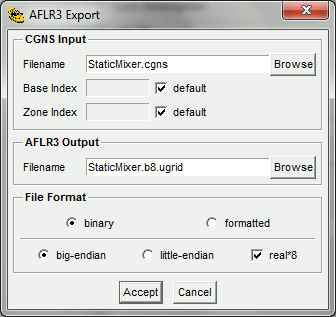 AFLR3 Export
CGNS Input
Filename StaticMixer.cgns Browse
Base Index default
Zone Index default
AFLR3 Output
Filename StaticMixer.b8.ugrid Browse
File Format
binary formatted
big-endian little-endian real*8
Accept Cancel